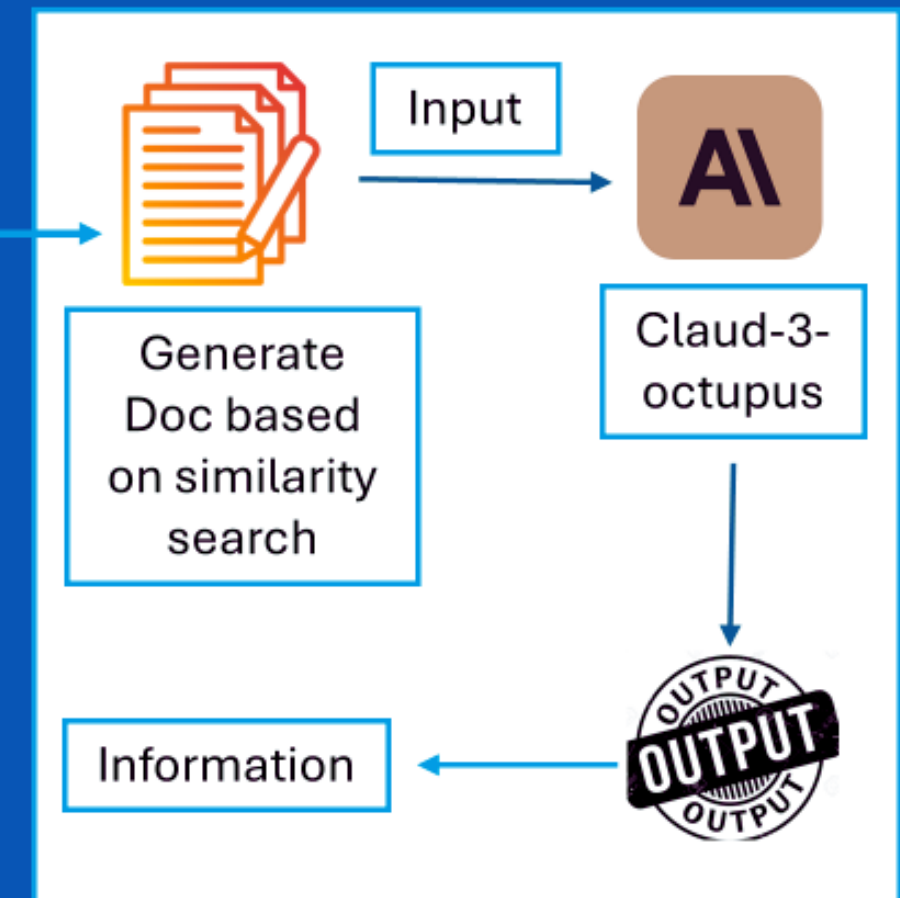 Input
A\
Generate
Doc based
on similarity
search
Claud-3-
octupus
OUTPUT
OUTPUT
OUTPUT
Information